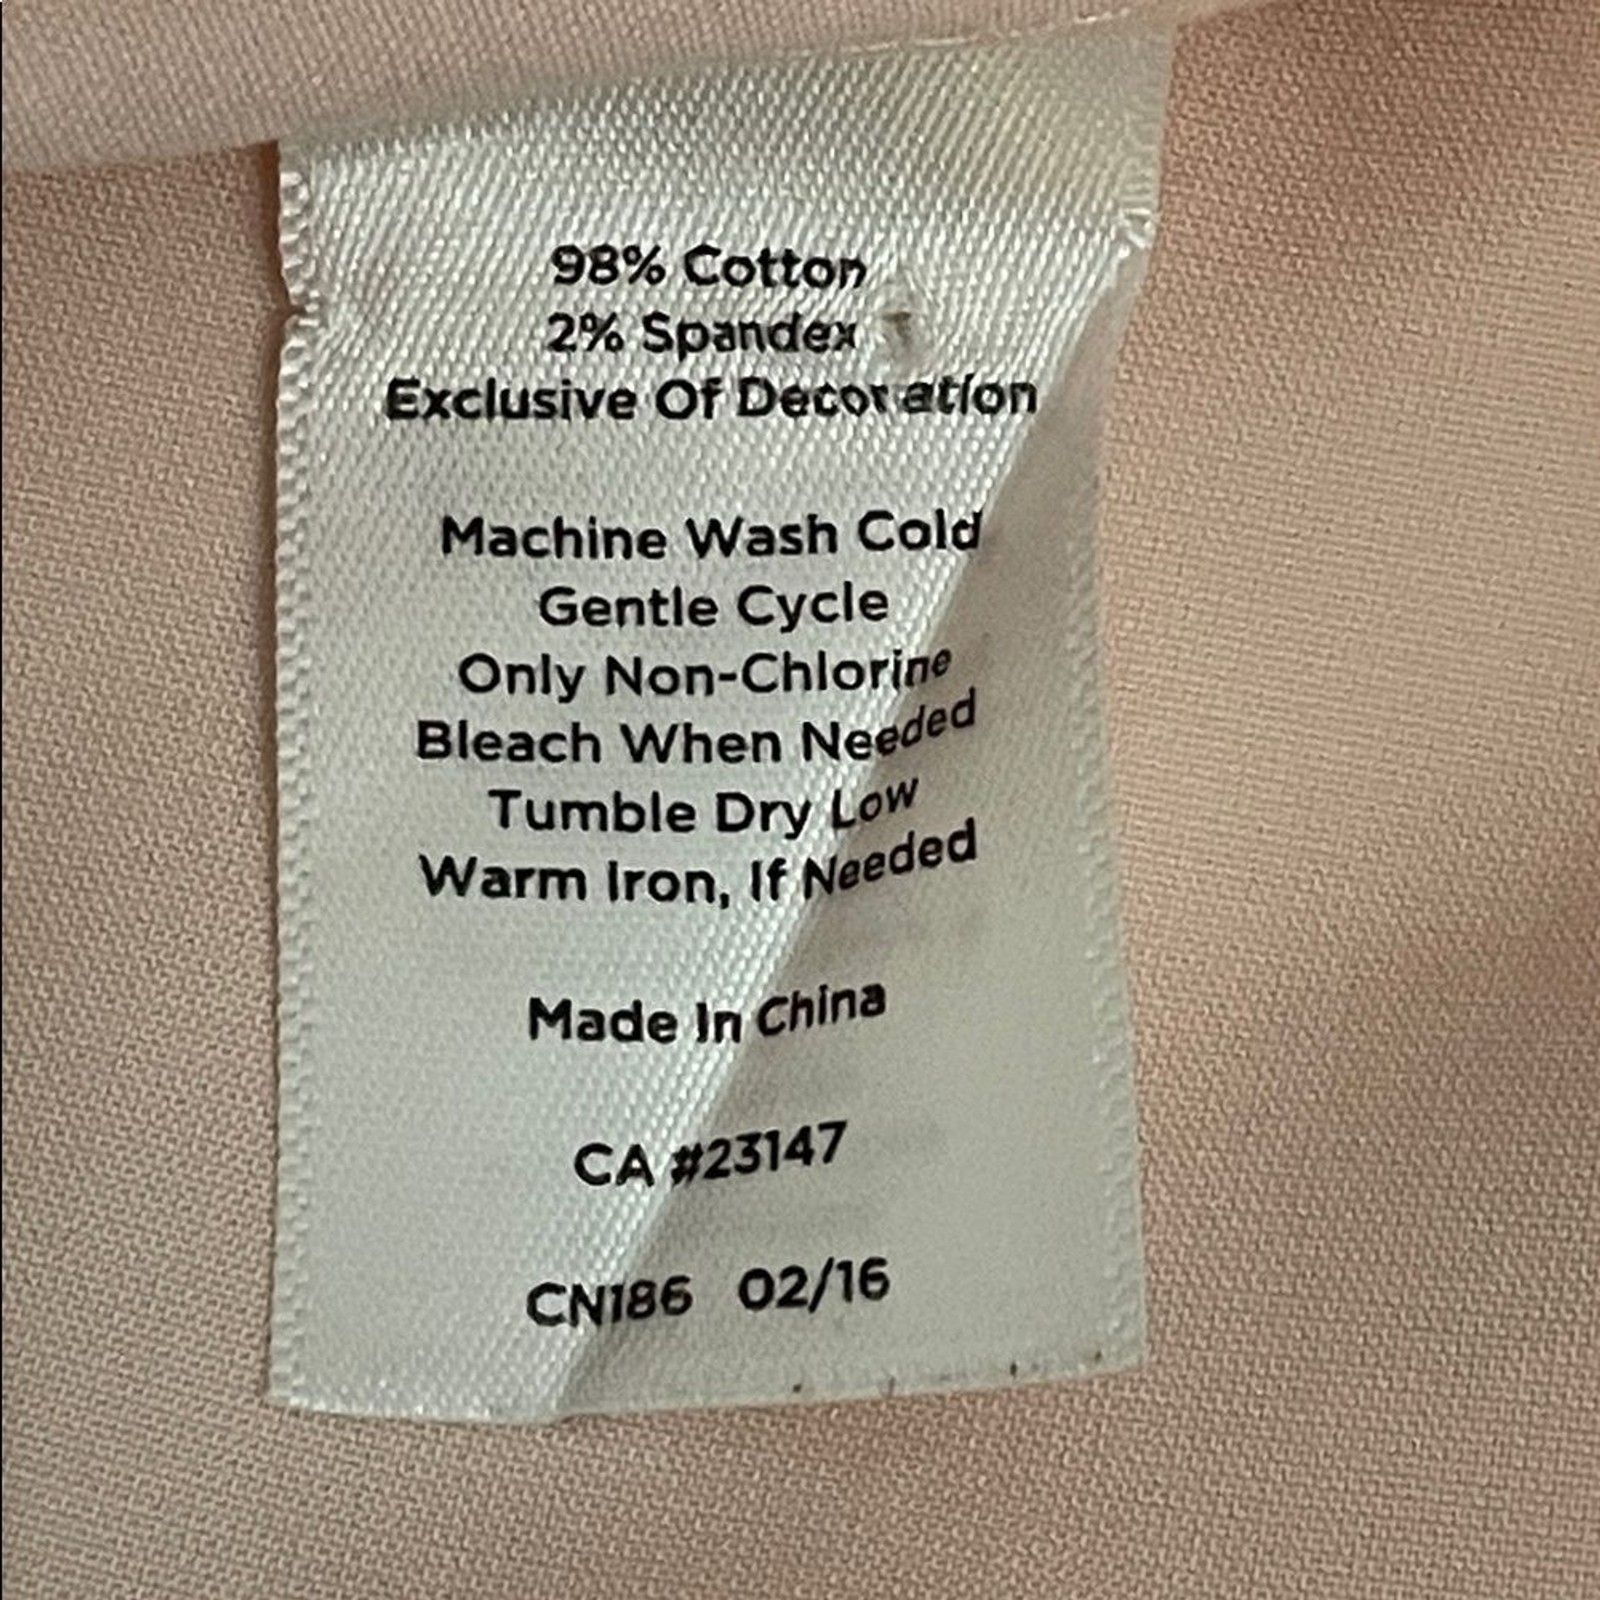 98% Cotton
2% Spandex
Exclusive Of Decoration
Machine Wash Cold
Gentle Cycle
Only Non-Chlorine
Bleach When Needed
Tumble Dry Low
Warm Iron, If Needed
Made In China
CA #23147
CN186 02/16